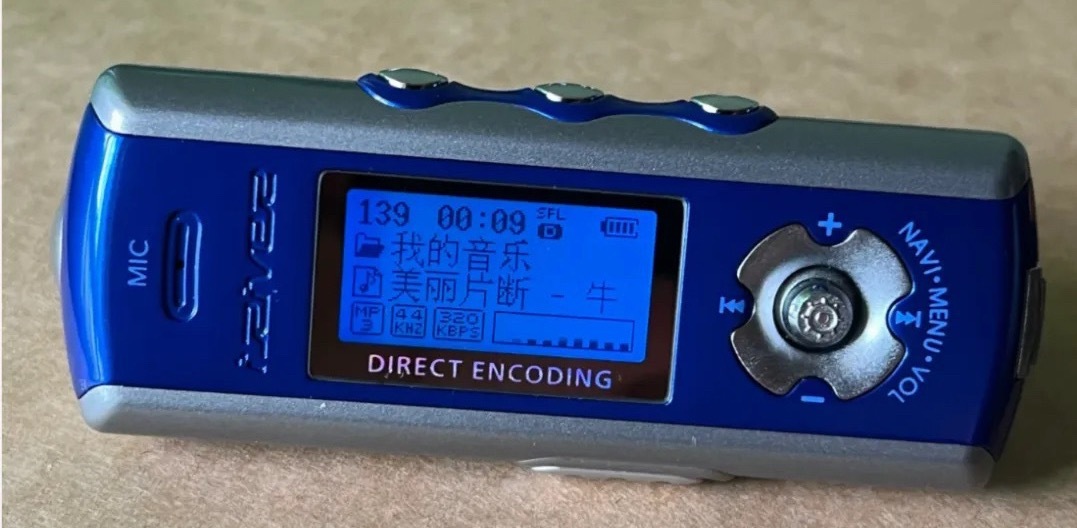 MIC
iRiver
139 00:09 SFL D
我的音乐
美丽片断 - 牛
MP3 44KHZ 320KBPS
DIRECT ENCODING
+
NAVI•MENU•VOL
−